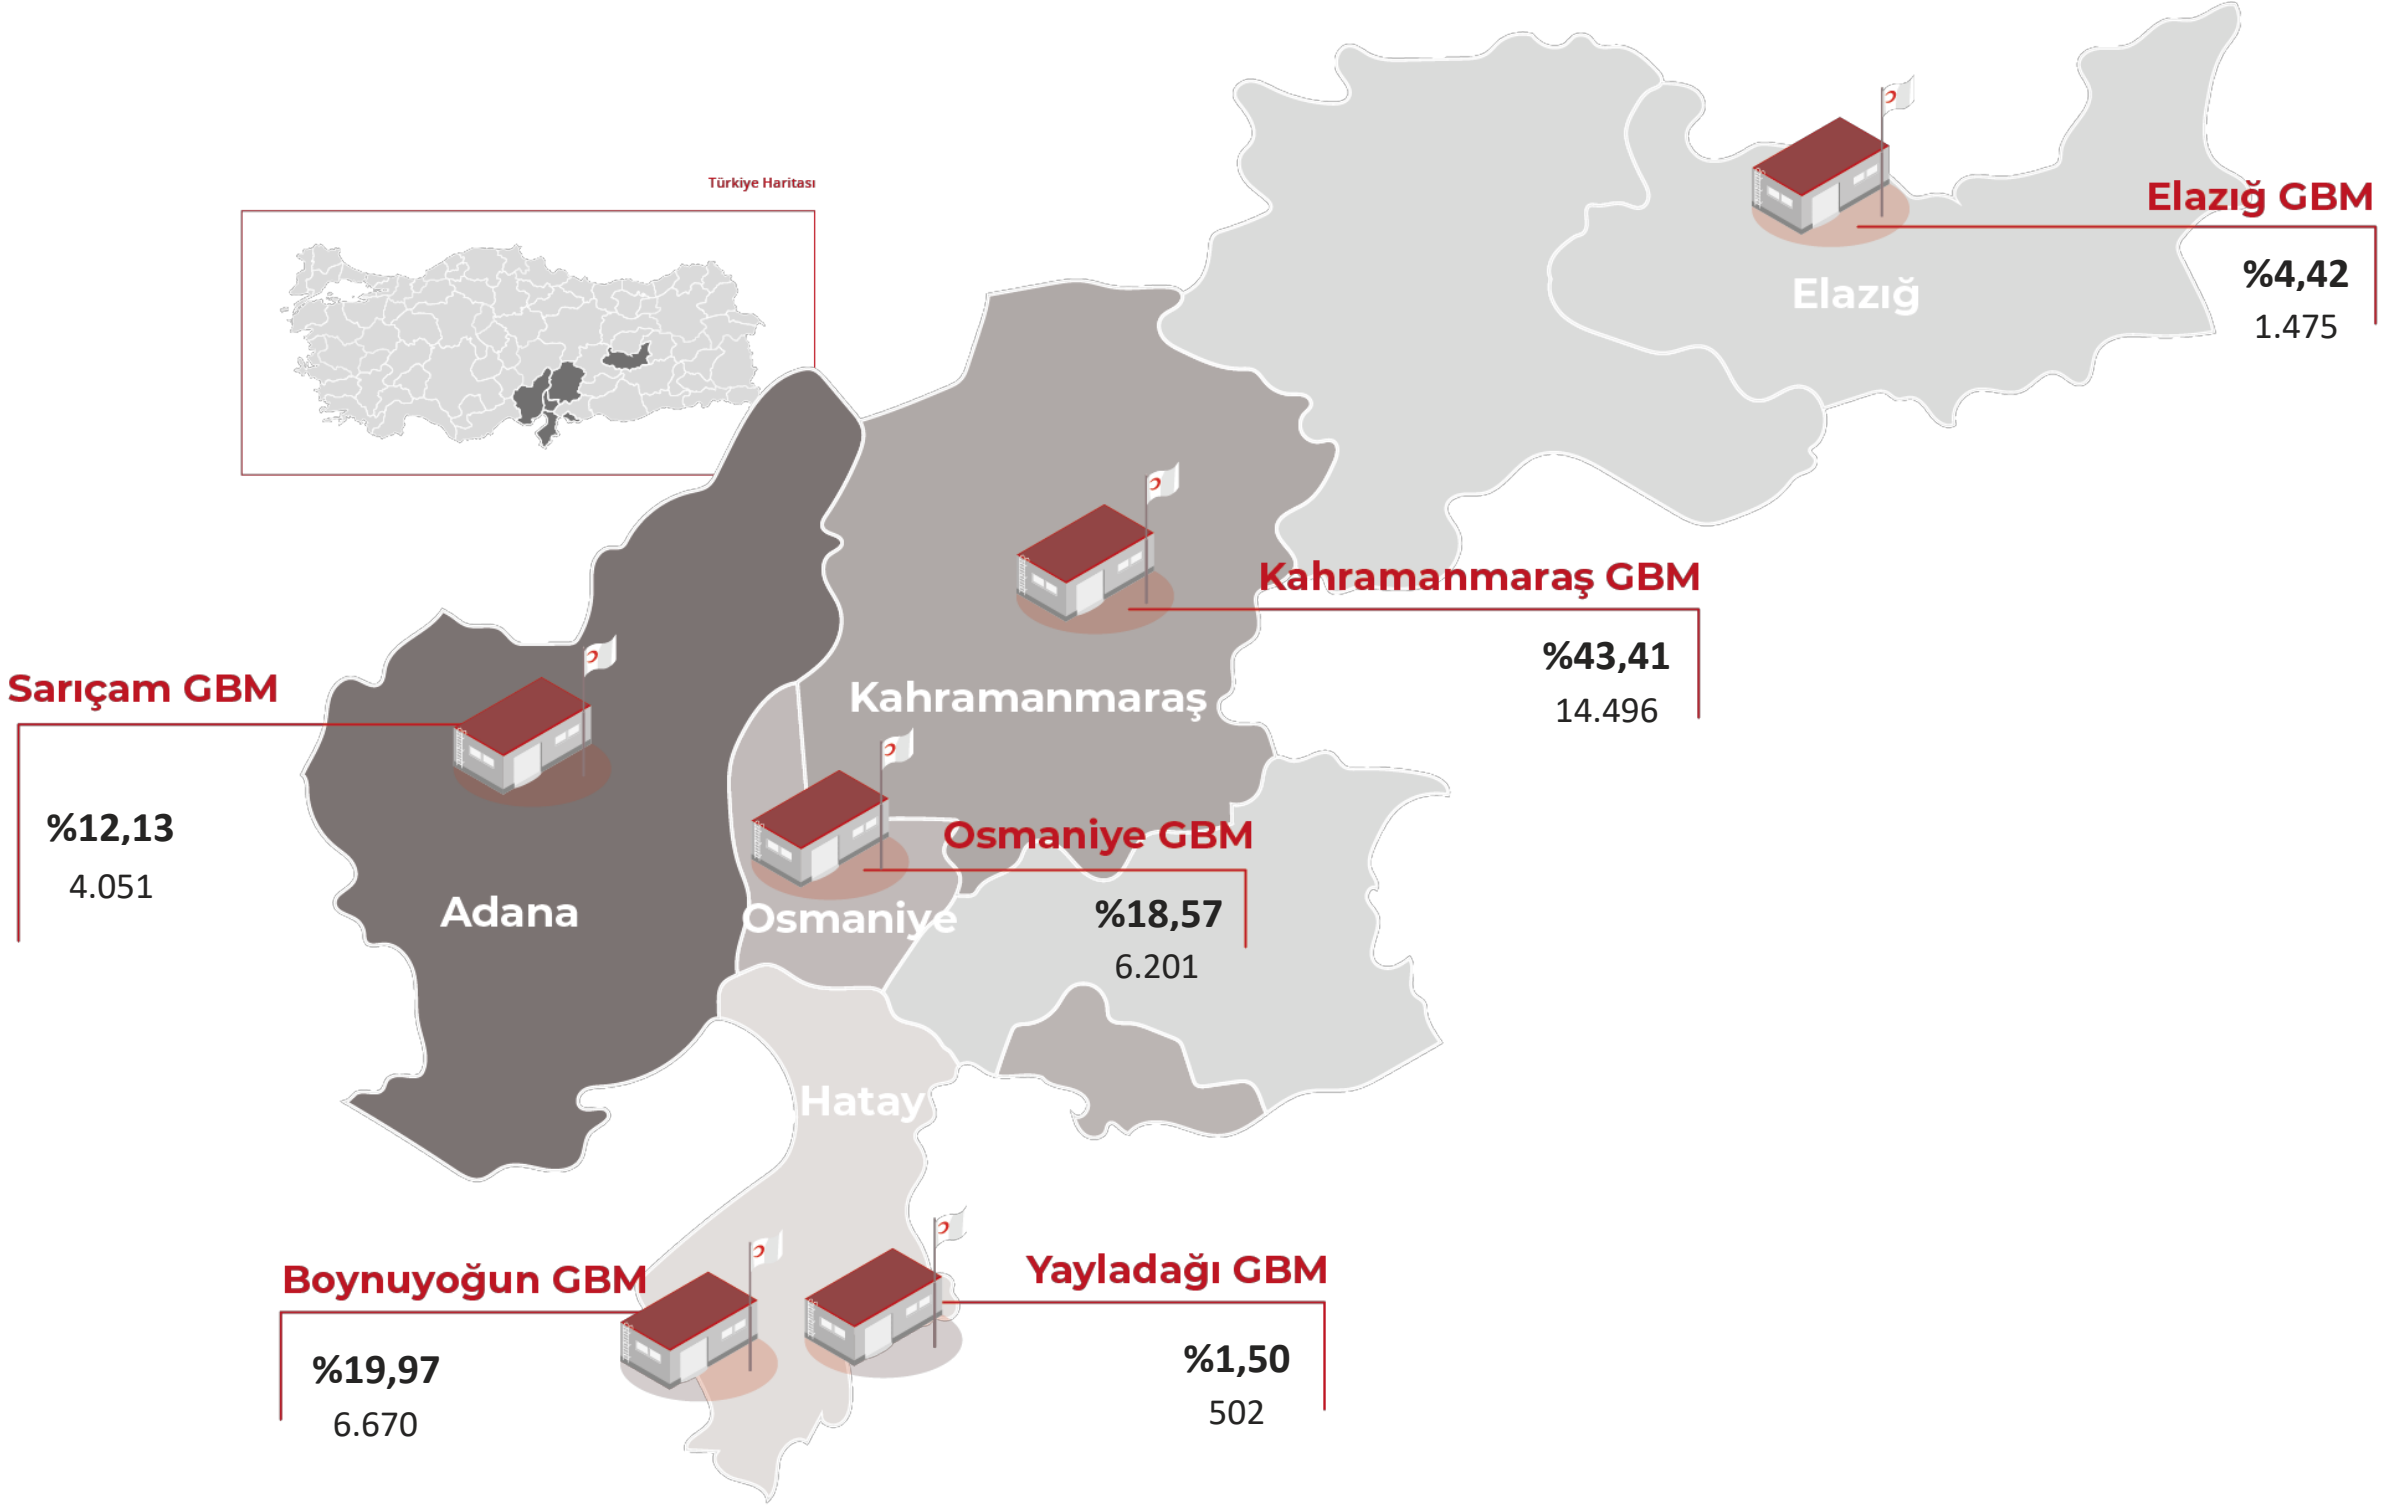 Türkiye Haritası
Elazığ GBM
%4,42
1.475
Elazığ
Kahramanmaraş GBM
%43,41
14.496
Kahramanmaraş
Sarıçam GBM
%12,13
4.051
Adana
Osmaniye GBM
%18,57
6.201
Osmaniye
Hatay
Boynuyoğun GBM
%19,97
6.670
Yayladağı GBM
%1,50
502